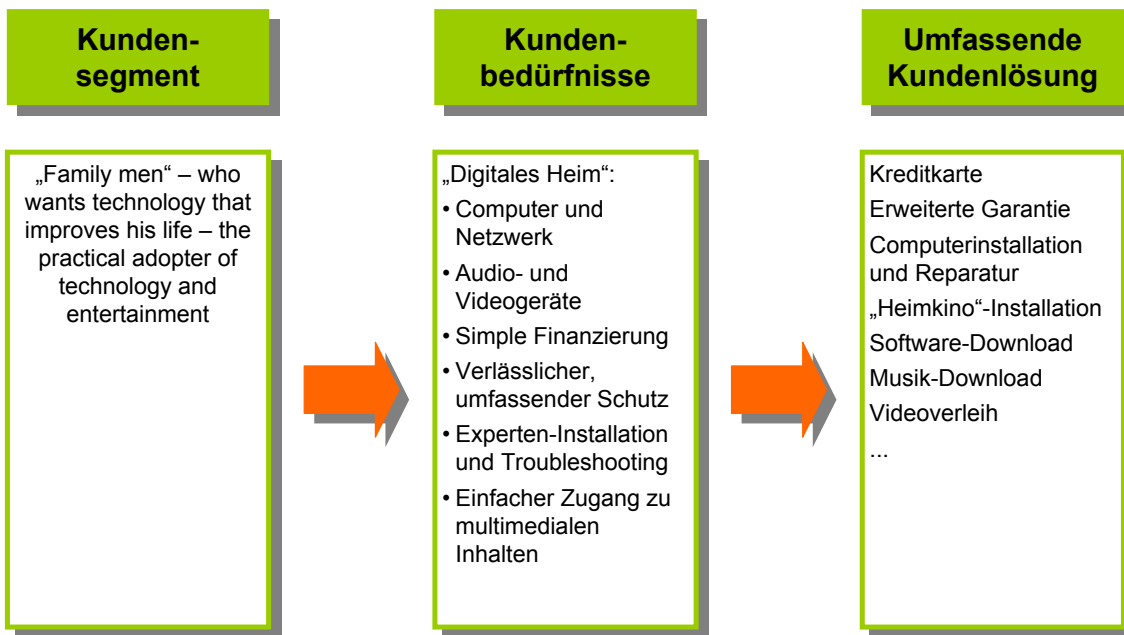 Kunden-
segment
„Family men“ – who
wants technology that
improves his life – the
practical adopter of
technology and
entertainment
Kunden-
bedürfnisse
„Digitales Heim“:
• Computer und
Netzwerk
• Audio- und
Videogeräte
• Simple Finanzierung
• Verlässlicher,
umfassender Schutz
• Experten-Installation
und Troubleshooting
• Einfacher Zugang zu
multimedialen
Inhalten
Umfassende
Kundenlösung
Kreditkarte
Erweiterte Garantie
Computerinstallation
und Reparatur
„Heimkino“-Installation
Software-Download
Musik-Download
Videoverleih
...